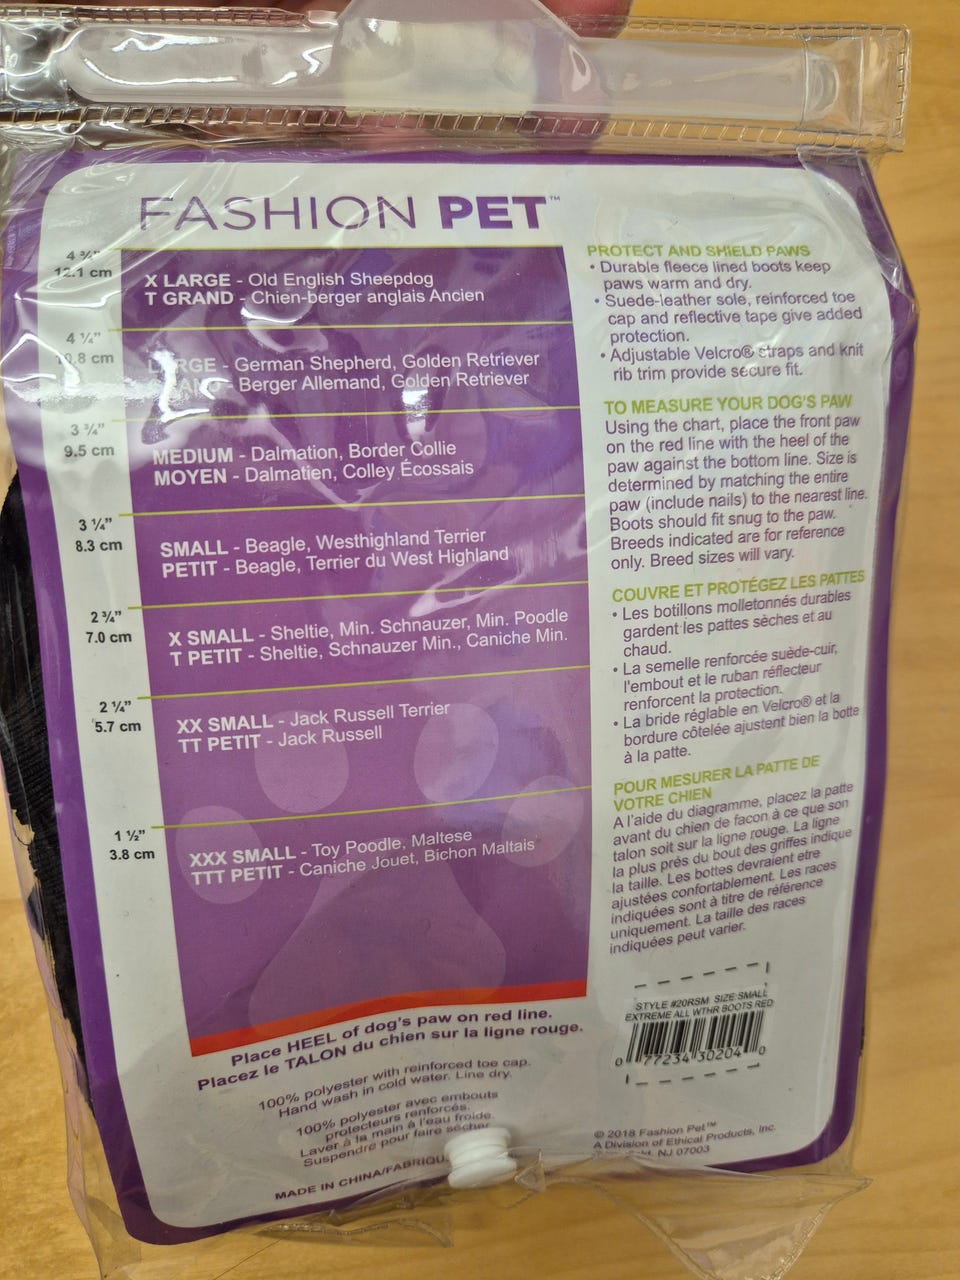 FASHION PET™
4 ¾"
12.1 cm
X LARGE - Old English Sheepdog
T GRAND - Chien-berger anglais Ancien
4 ¼"
10.8 cm
LARGE - German Shepherd, Golden Retriever
GRAND - Berger Allemand, Golden Retriever
3 ¾"
9.5 cm
MEDIUM - Dalmation, Border Collie
MOYEN - Dalmatien, Colley Écossais
3 ¼"
8.3 cm
SMALL - Beagle, Westhighland Terrier
PETIT - Beagle, Terrier du West Highland
2 ¾"
7.0 cm
X SMALL - Sheltie, Min. Schnauzer, Min. Poodle
T PETIT - Sheltie, Schnauzer Min., Caniche Min.
2 ¼"
5.7 cm
XX SMALL - Jack Russell Terrier
TT PETIT - Jack Russell
1 ½"
3.8 cm
XXX SMALL - Toy Poodle, Maltese
TTT PETIT - Caniche Jouet, Bichon Maltais
Place HEEL of dog's paw on red line.
Placez le TALON du chien sur la ligne rouge.
100% polyester with reinforced toe cap.
Hand wash in cold water. Line dry.
100% polyester avec embouts
protecteurs renforcés.
Laver à la main à l'eau froide.
Suspendre pour faire sécher.
MADE IN CHINA/FABRIQU
PROTECT AND SHIELD PAWS
• Durable fleece lined boots keep
paws warm and dry.
• Suede-leather sole, reinforced toe
cap and reflective tape give added
protection.
• Adjustable Velcro® straps and knit
rib trim provide secure fit.
TO MEASURE YOUR DOG'S PAW
Using the chart, place the front paw
on the red line with the heel of the
paw against the bottom line. Size is
determined by matching the entire
paw (include nails) to the nearest line.
Boots should fit snug to the paw.
Breeds indicated are for reference
only. Breed sizes will vary.
COUVRE ET PROTÉGEZ LES PATTES
• Les botillons molletonnés durables
gardent les pattes sèches et au
chaud.
• La semelle renforcée suède-cuir,
l'embout et le ruban réflecteur
renforcent la protection.
• La bride réglable en Velcro® et la
bordure côtelée ajustent bien la botte
à la patte.
POUR MESURER LA PATTE DE
VOTRE CHIEN
A l'aide du diagramme, placez la patte
avant du chien de facon à ce que son
talon soit sur la ligne rouge. La ligne
la plus près du bout des griffes indique
la taille. Les bottes devraient etre
ajustées confortablement. Les races
indiquées sont à titre de référence
uniquement. La taille des races
indiquées peut varier.
STYLE #20RSM SIZE SMALL
EXTREME ALL WTHR BOOTS RED
0 77234 30204 0
© 2018 Fashion Pet™
A Division of Ethical Products, Inc.
NJ 07003